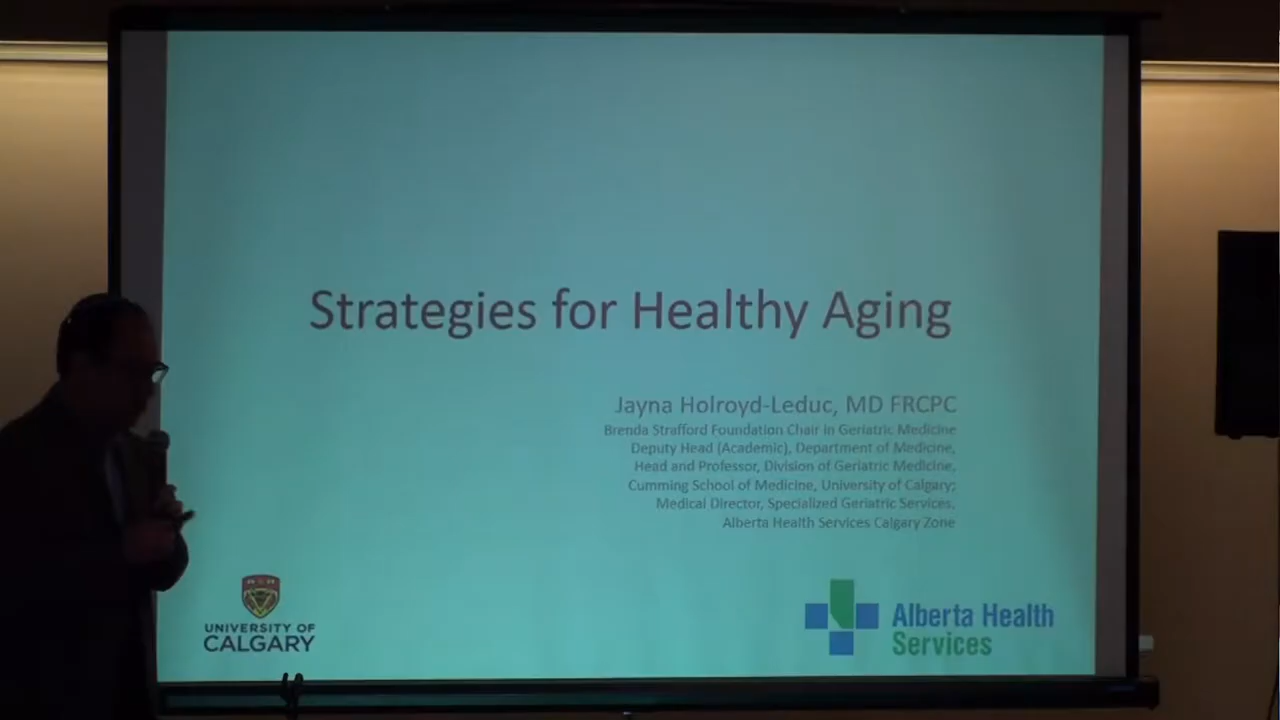 Strategies for Healthy Aging
Jayna Holroyd-Leduc, MD FRCPC
Brenda Strafford Foundation Chair in Geriatric Medicine
Deputy Head (Academic), Department of Medicine,
Head and Professor, Division of Geriatric Medicine,
Cumming School of Medicine, University of Calgary;
Medical Director, Specialized Geriatric Services,
Alberta Health Services Calgary Zone
UNIVERSITY OF
CALGARY
Alberta Health
Services